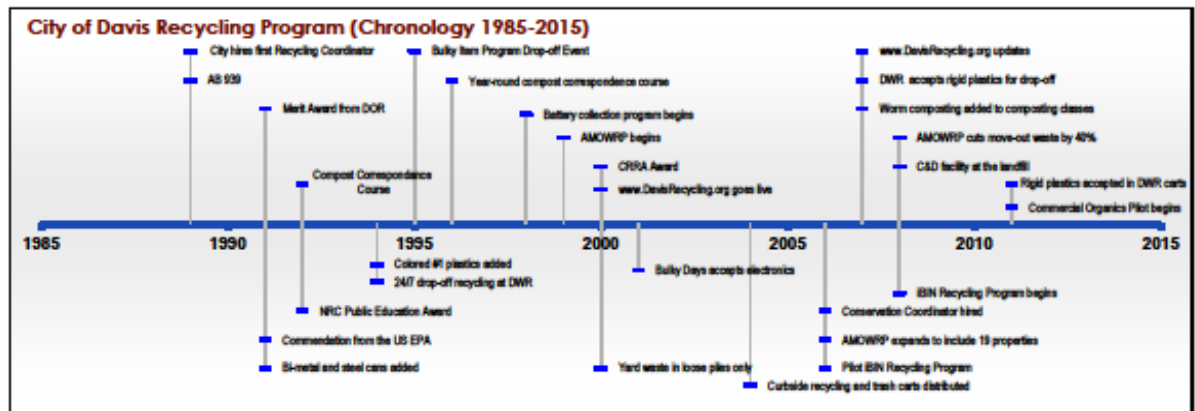 City of Davis Recycling Program (Chronology 1985-2015)
City hires first Recycling Coordinator
Bulky Item Program Drop-off Event
www.DavisRecycling.org updates
AB 939
Year-round compost correspondence course
DWR accepts rigid plastics for drop-off
Merit Award from DOR
Battery collection program begins
Worm composting added to composting classes
AMOWRP begins
AMOWRP cuts move-out waste by 40%
CRRA Award
C&D facility at the landfill
Compost Correspondance
Course
www.DavisRecycling.org goes live
Rigid plastics accepted in DWR carts
Commercial Organics Pilot begins
1985 1990 1995 2000 2005 2010 2015
Colored #1 plastics added
Bulky Days accepts electronics
24/7 drop-off recycling at DWR
iBIN Recycling Program begins
NRC Public Education Award
Conservation Coordinator hired
Commendation from the US EPA
AMOWRP expands to include 19 properties
Bi-metal and steel cans added
Yard waste in loose piles only
Pilot iBIN Recycling Program
Curbside recycling and trash carts distributed